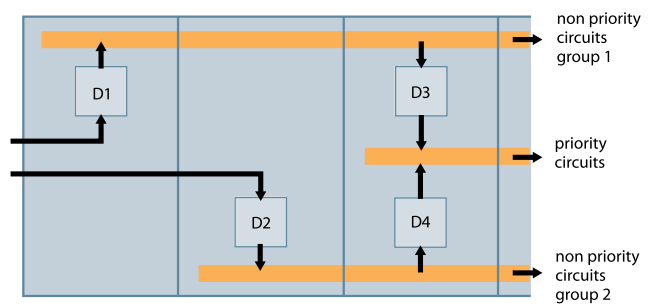 non priority
circuits
group 1
D1
D3
priority
circuits
D2
D4
non priority
circuits
group 2